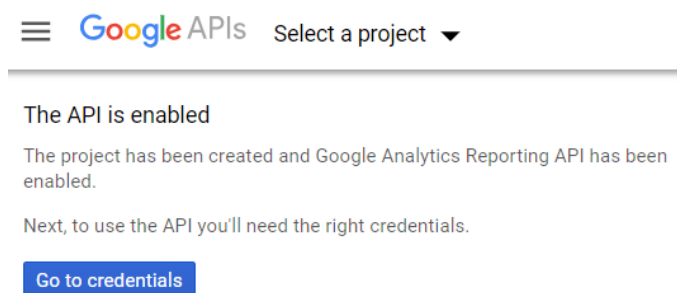 Google APIs Select a project
The API is enabled
The project has been created and Google Analytics Reporting API has been
enabled.
Next, to use the API you'll need the right credentials.
Go to credentials